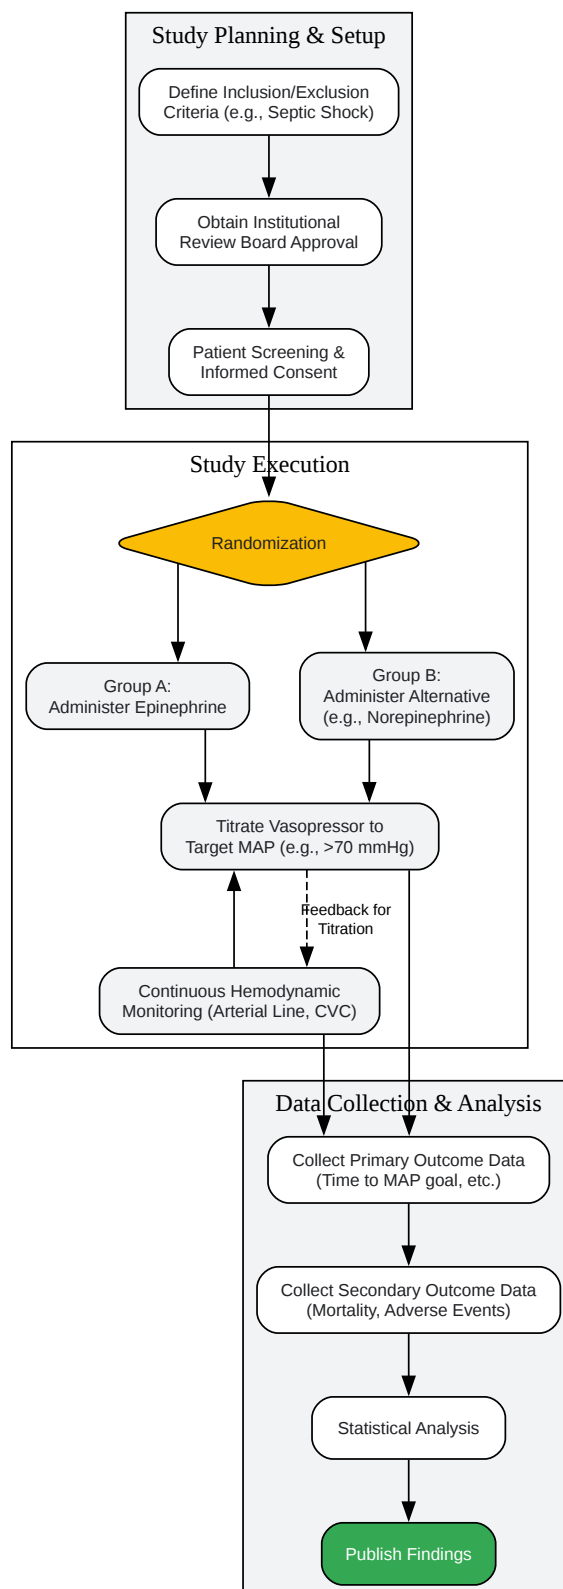 Study Planning & Setup
Define Inclusion/Exclusion
Criteria (e.g., Septic Shock)
Obtain Institutional
Review Board Approval
Patient Screening &
Informed Consent
Study Execution
Randomization
Group A:
Administer Epinephrine
Group B:
Administer Alternative
(e.g., Norepinephrine)
Titrate Vasopressor to
Target MAP (e.g., >70 mmHg)
Feedback for
Titration
Continuous Hemodynamic
Monitoring (Arterial Line, CVC)
Data Collection & Analysis
Collect Primary Outcome Data
(Time to MAP goal, etc.)
Collect Secondary Outcome Data
(Mortality, Adverse Events)
Statistical Analysis
Publish Findings